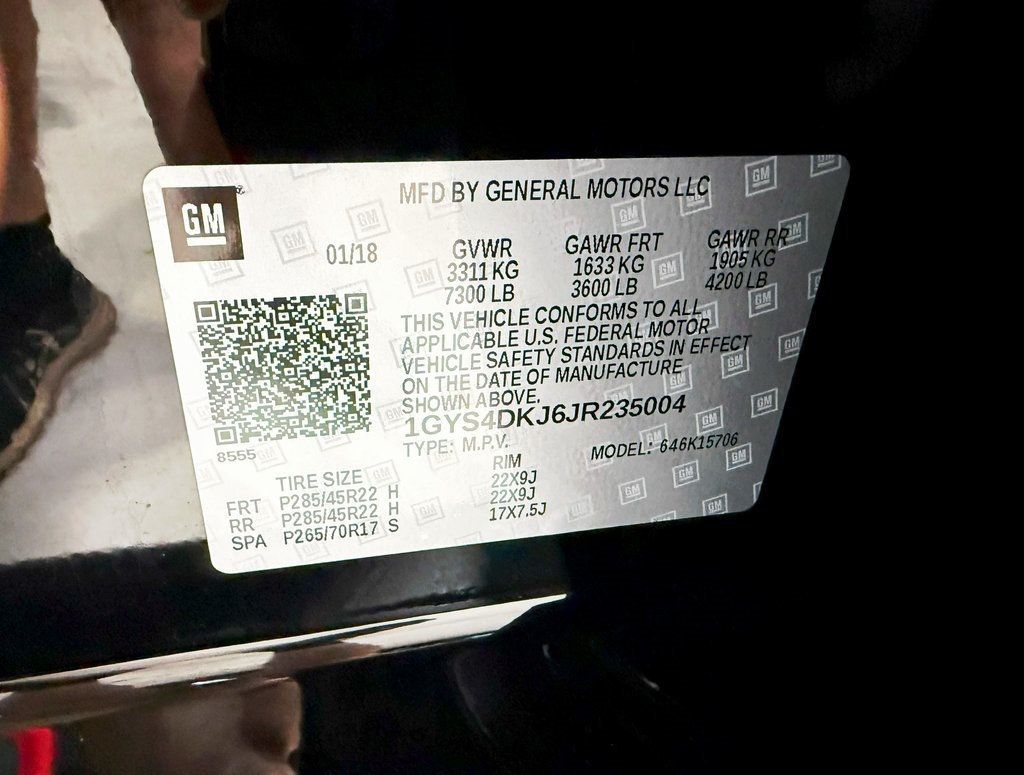 GM
MFD BY GENERAL MOTORS LLC
01/18 GVWR GAWR FRT GAWR RR
3311 KG 1633 KG 1905 KG
7300 LB 3600 LB 4200 LB
THIS VEHICLE CONFORMS TO ALL
APPLICABLE U.S. FEDERAL MOTOR
VEHICLE SAFETY STANDARDS IN EFFECT
ON THE DATE OF MANUFACTURE
SHOWN ABOVE.
1GYS4DKJ6JR235004
TYPE: M.P.V. MODEL: 646K15706
8555
TIRE SIZE RIM
FRT P285/45R22 H 22X9J
RR P285/45R22 H 22X9J
SPA P265/70R17 S 17X7.5J